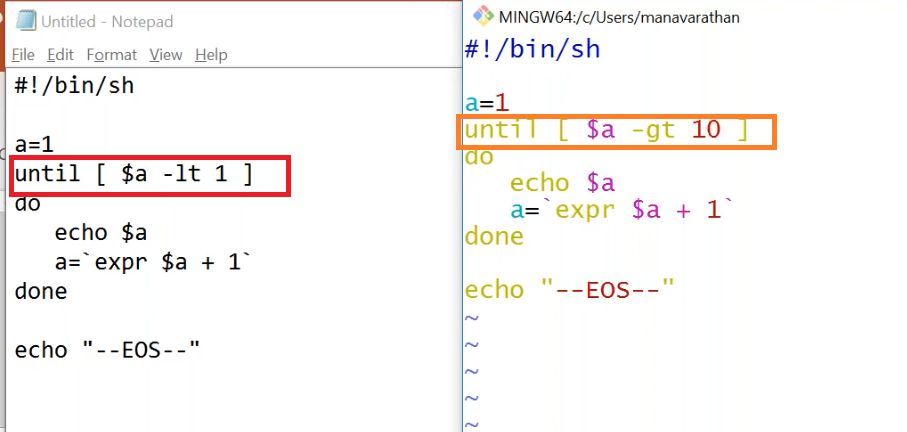 Untitled - Notepad
File Edit Format View Help
#!/bin/sh
a=1
until [ $a -lt 1 ]
do
echo $a
a=`expr $a + 1`
done
echo "--EOS--"
MINGW64:/c/Users/manavarathan
#!/bin/sh
a=1
until [ $a -gt 10 ]
do
echo $a
a=`expr $a + 1`
done
echo "--EOS--"
~
~
~
~
~